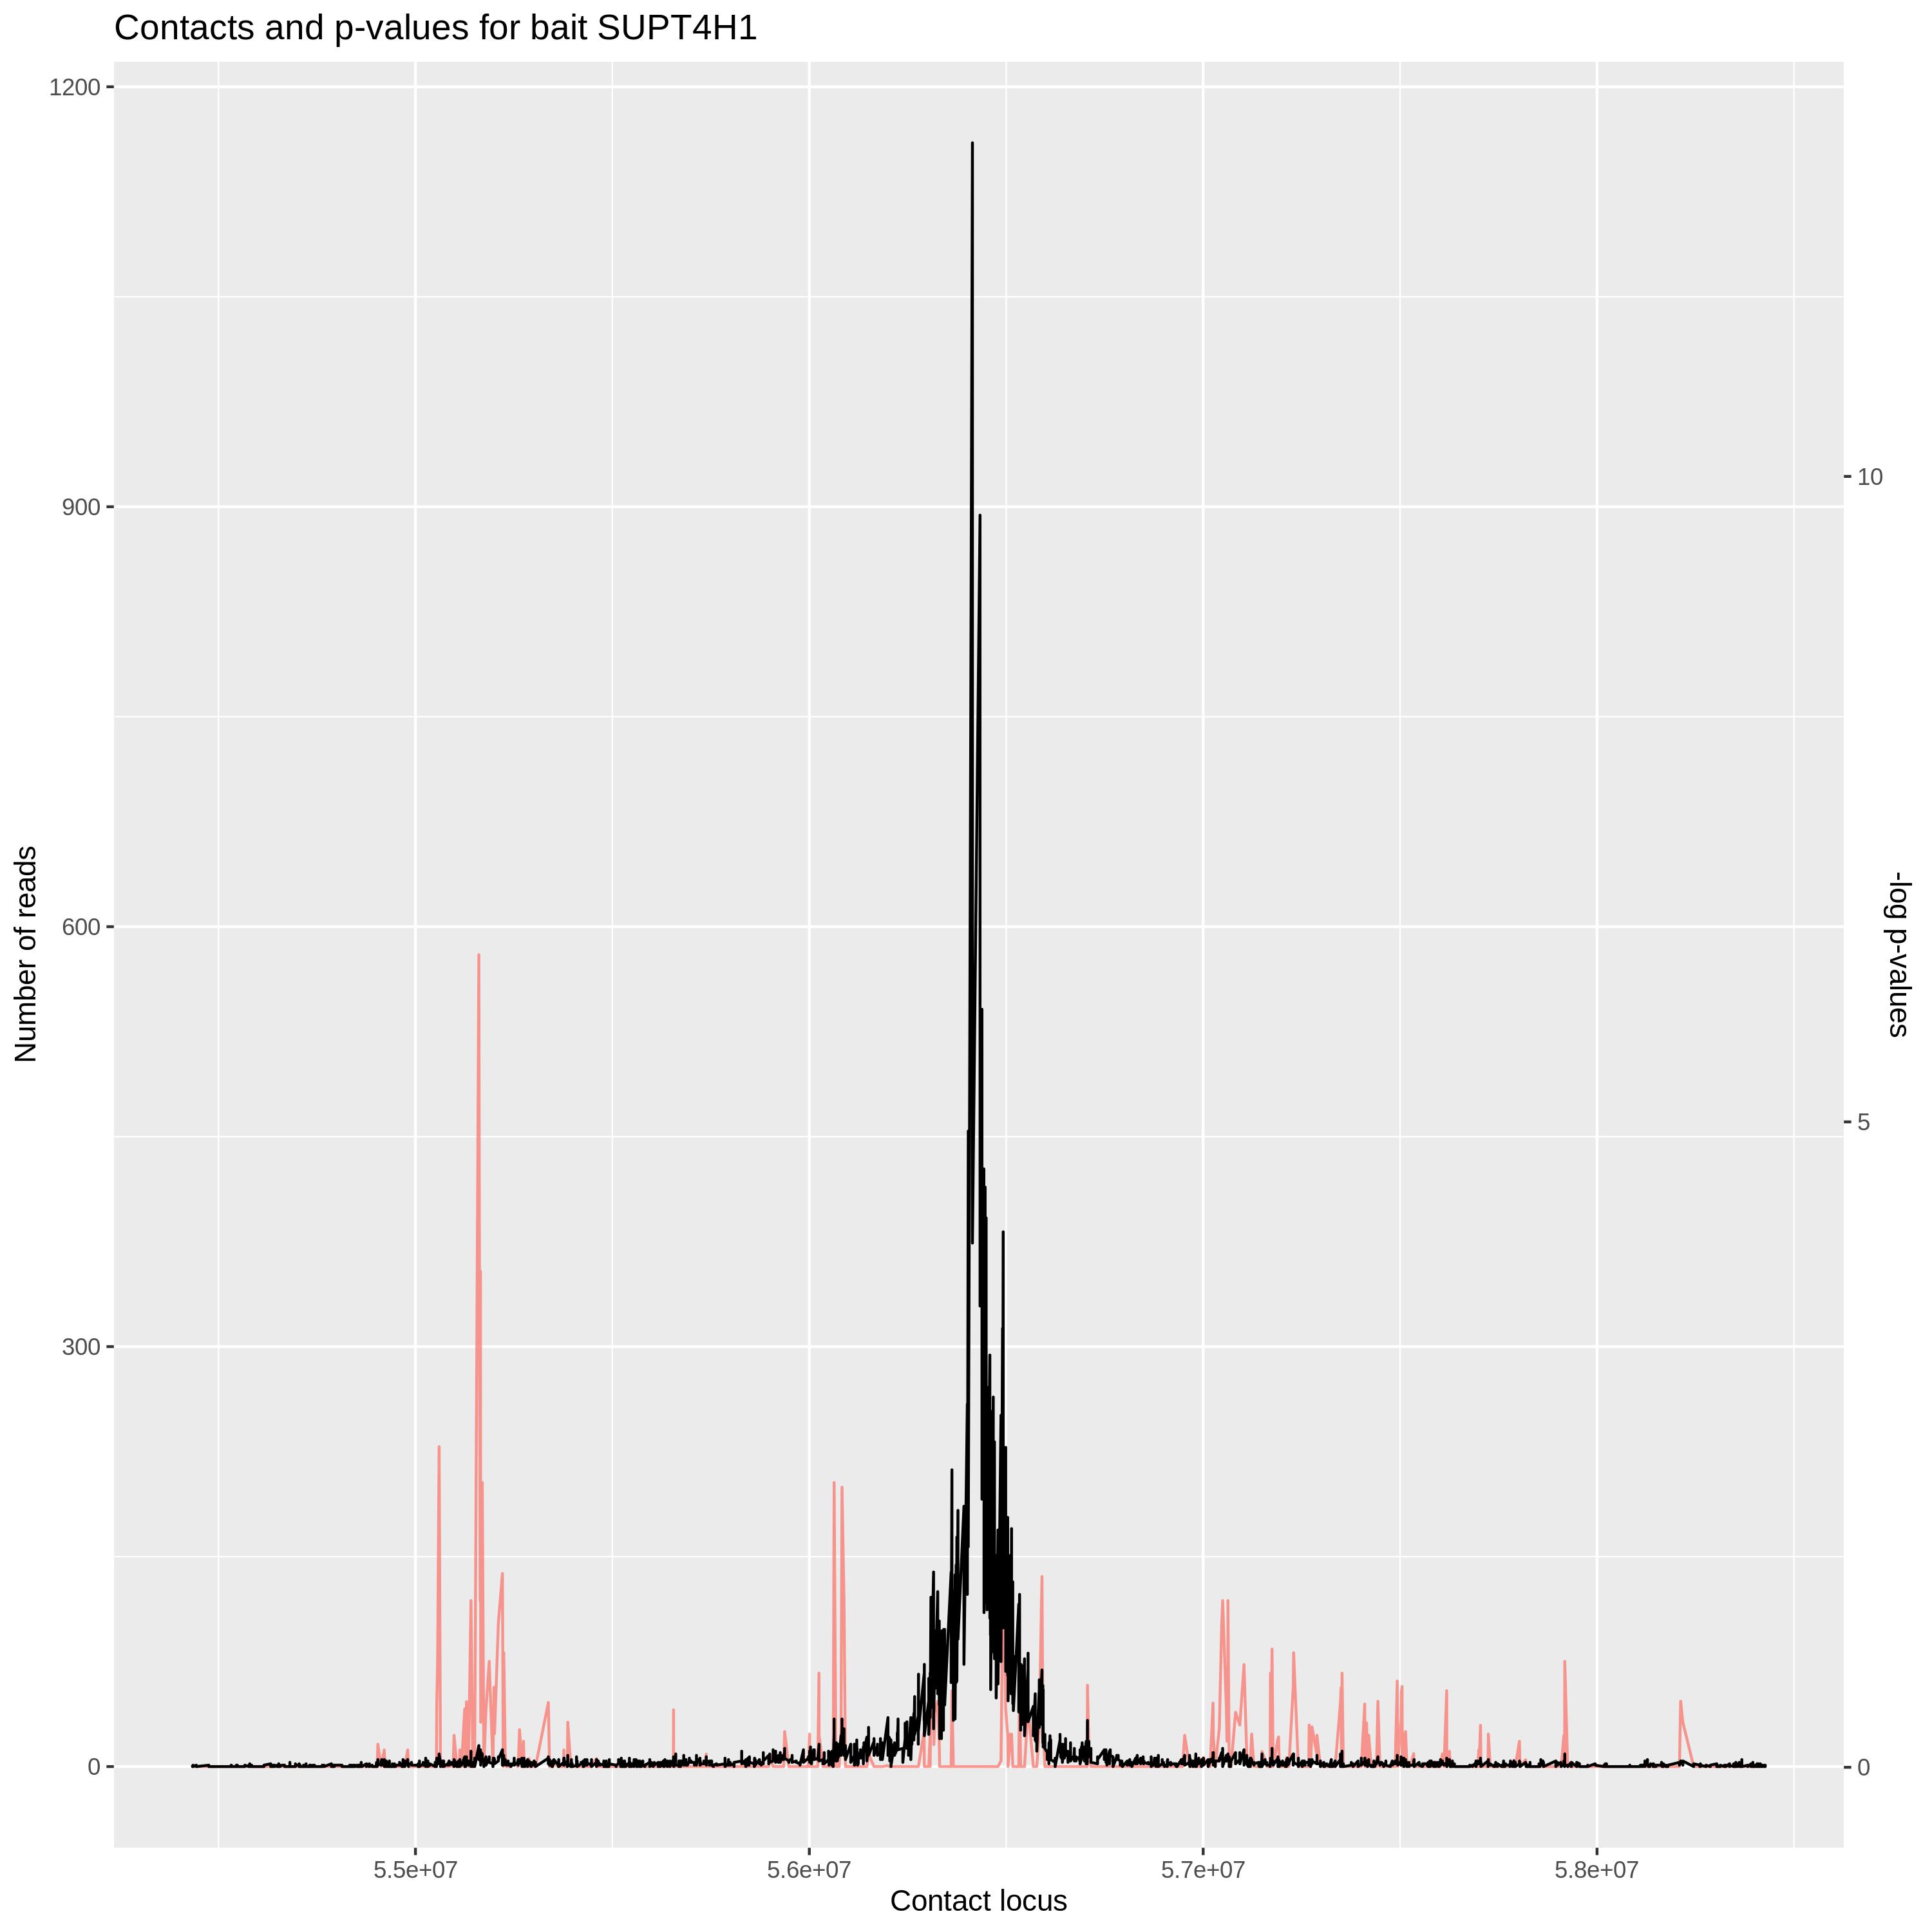 Contacts and p-values for bait SUPT4H1
1200
900
600
300
0
Number of reads
10
5
0
-log p-values
5.5e+07
5.6e+07
5.7e+07
5.8e+07
Contact locus